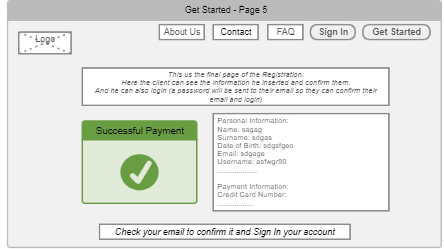 Get Started - Page 5
Logo
About Us
Contact
FAQ
Sign In
Get Started
This us the final page of the Registration.
Here the client can see the information he inserted and confirm them.
And he can also login (a password will be sent to their email so they can confirm their
email and login)
Successful Payment
Personal Information:
Name: sagag
Surname: sdgas
Date of Birth: sdgsfgeo
Email: sdgage
Username: asfwgr90
...................
Payment Information:
Credit Card Number:
.................
Check your email to confirm it and Sign In your account